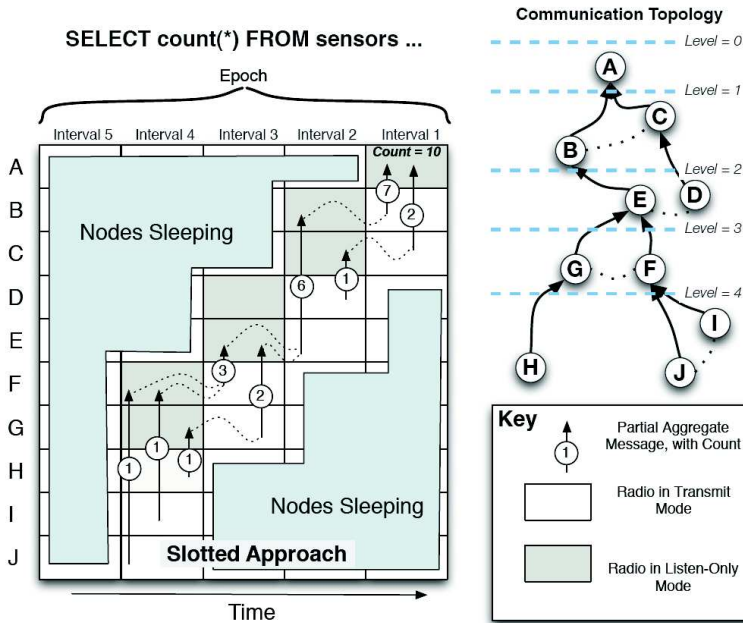 SELECT count(*) FROM sensors ...
Epoch
Interval 5 Interval 4 Interval 3 Interval 2 Interval 1
A
B
C
D
E
F
G
H
I
J
Count = 10
7
2
Nodes Sleeping
6
1
3
2
1
1
1
Nodes Sleeping
Slotted Approach
Time
Communication Topology
Level = 0
A
Level = 1
C
B
Level = 2
E
D
Level = 3
G
F
Level = 4
I
H
J
Key
1
Partial Aggregate
Message, with Count
Radio in Transmit
Mode
Radio in Listen-Only
Mode